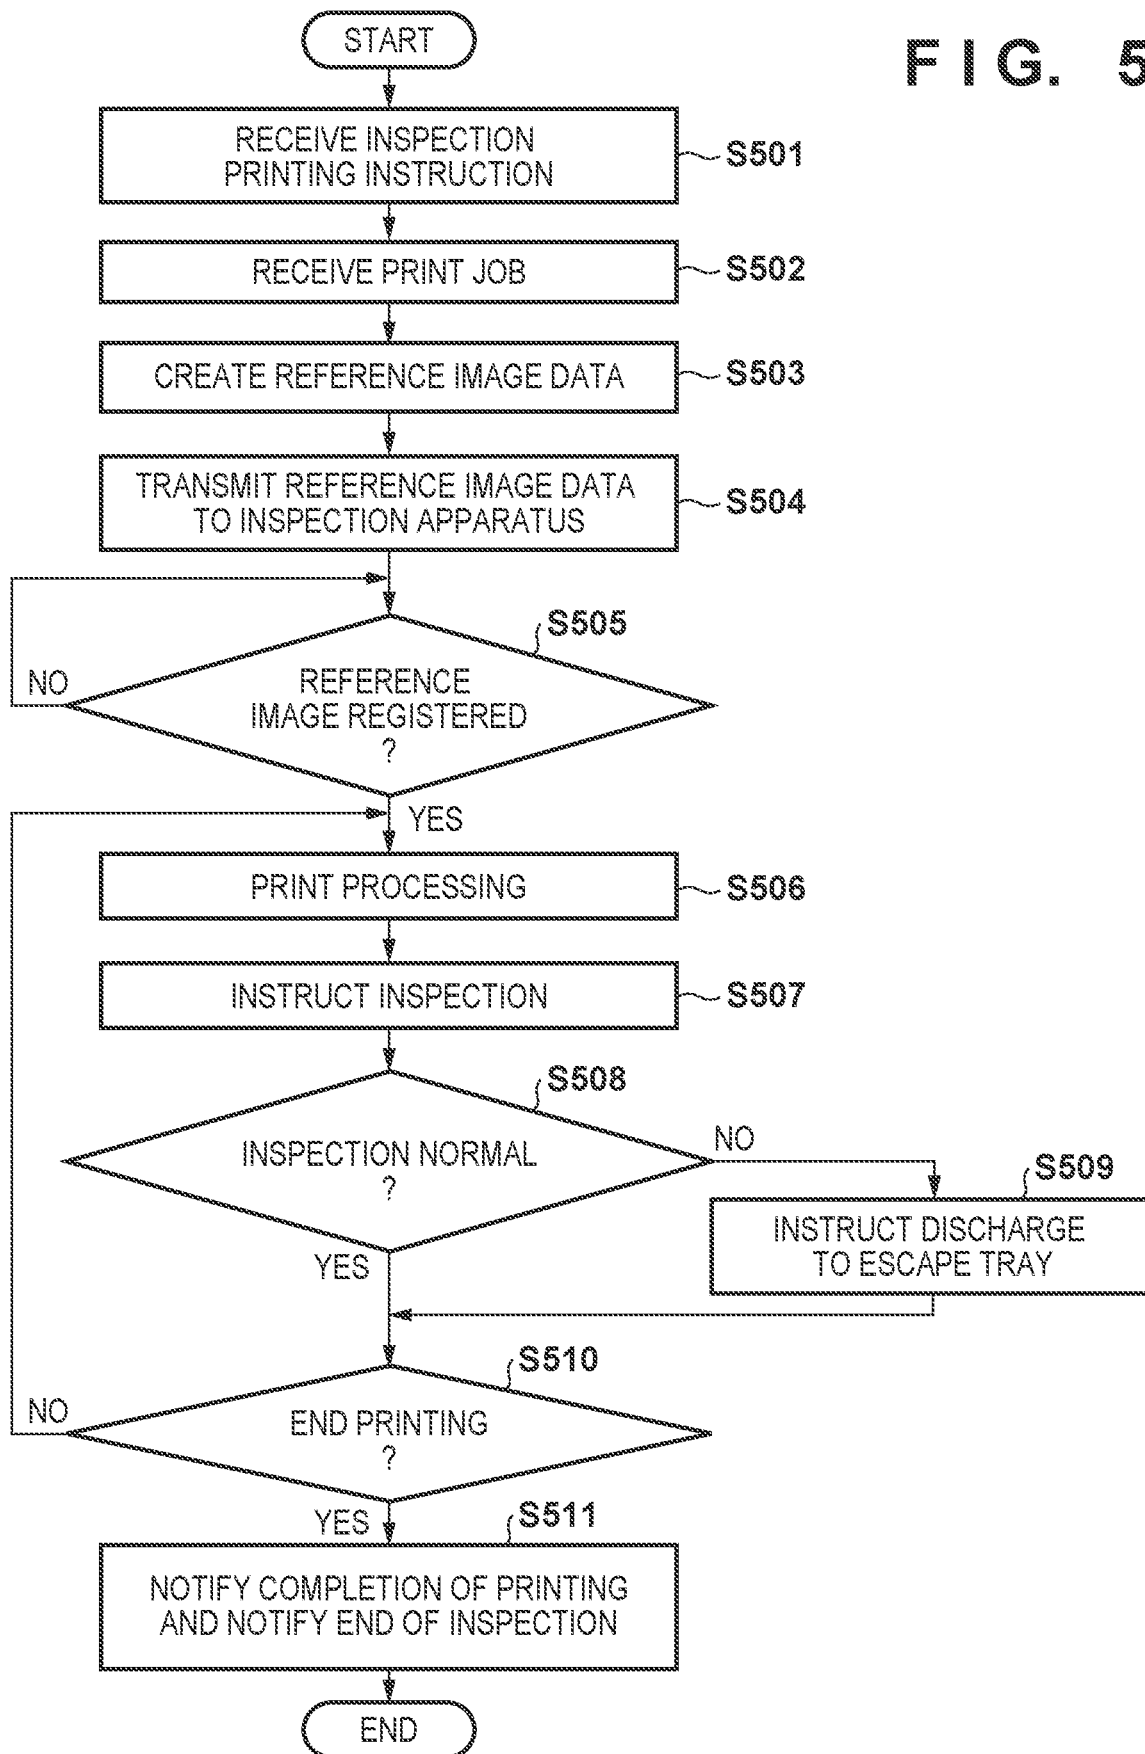 START
FIG. 5
RECEIVE INSPECTION
PRINTING INSTRUCTION
S501
RECEIVE PRINT JOB
S502
CREATE REFERENCE IMAGE DATA
S503
TRANSMIT REFERENCE IMAGE DATA
TO INSPECTION APPARATUS
S504
S505
REFERENCE
IMAGE REGISTERED
?
NO
YES
PRINT PROCESSING
S506
INSTRUCT INSPECTION
S507
S508
INSPECTION NORMAL
?
NO
S509
INSTRUCT DISCHARGE
TO ESCAPE TRAY
YES
S510
END PRINTING
?
NO
YES
S511
NOTIFY COMPLETION OF PRINTING
AND NOTIFY END OF INSPECTION
END